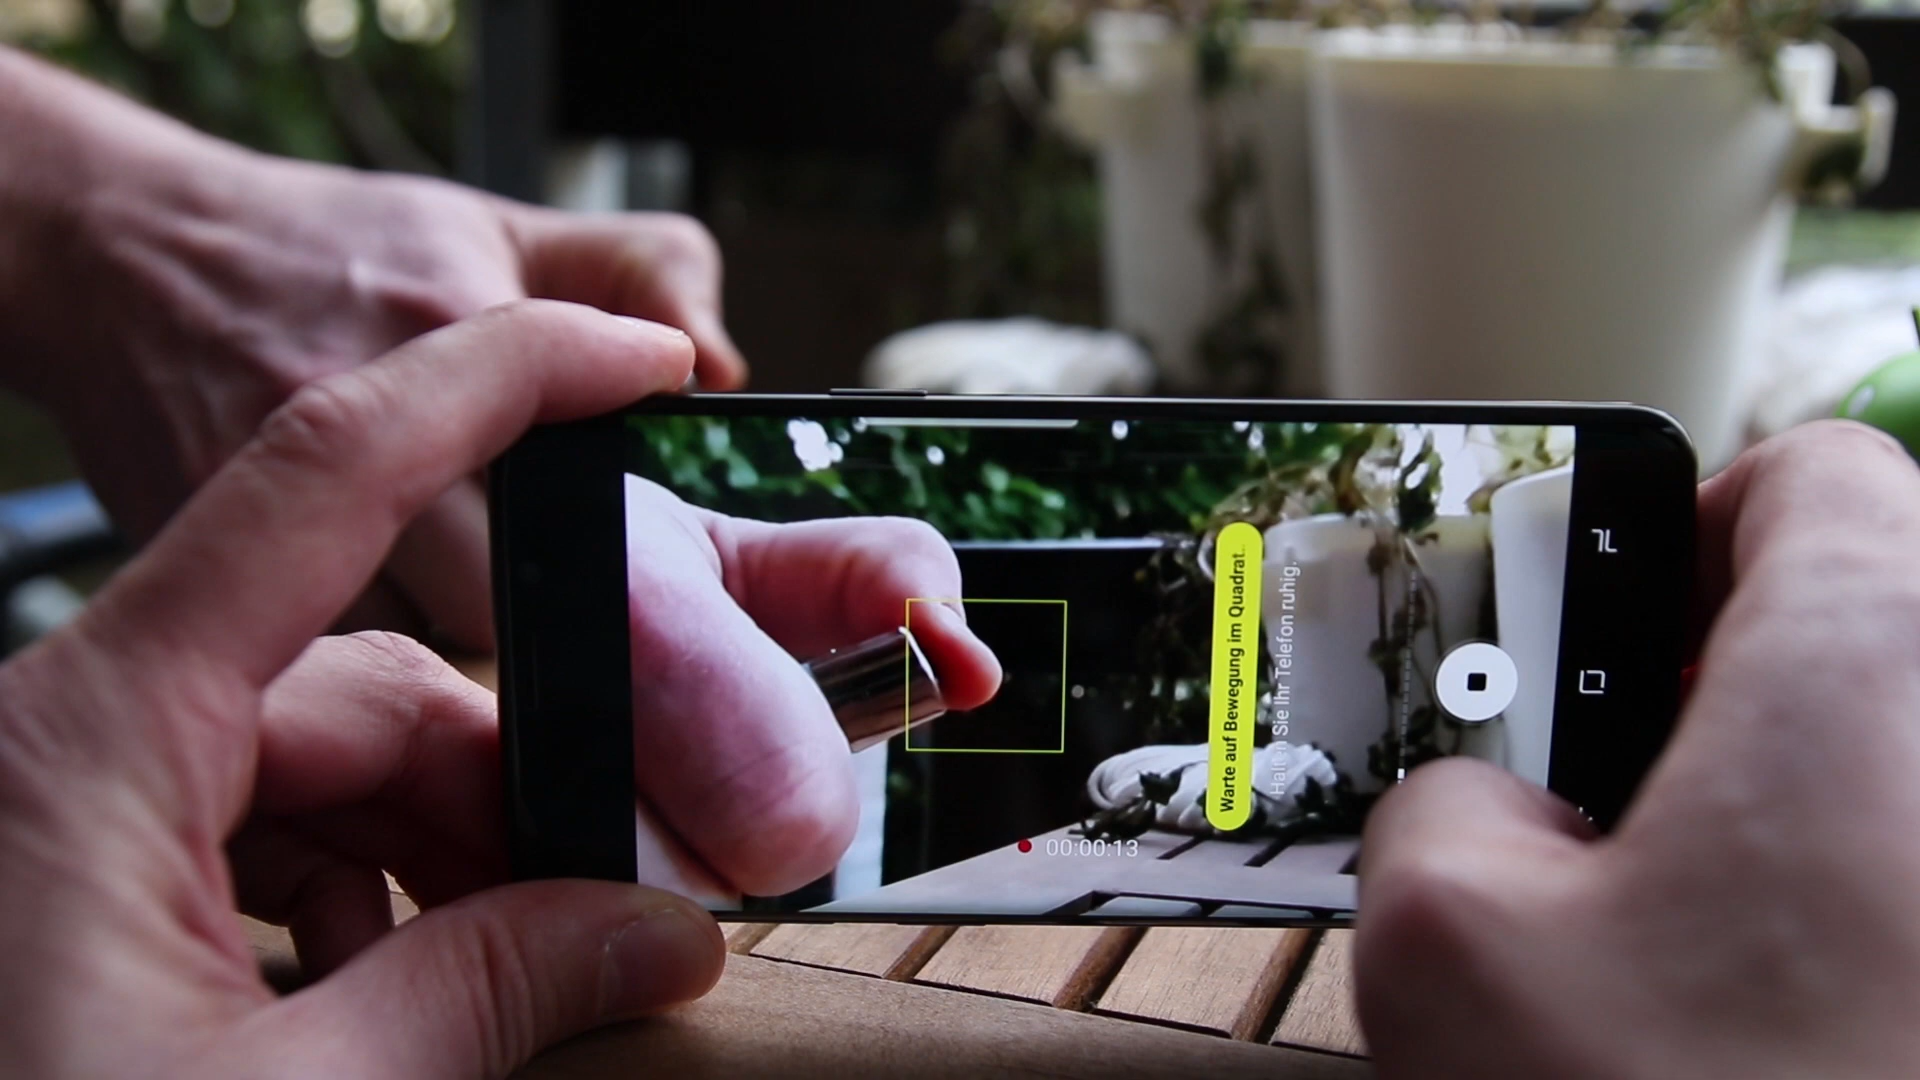 Warte auf Bewegung im Quadrat...
Halten Sie Ihr Telefon ruhig.
00:00:13